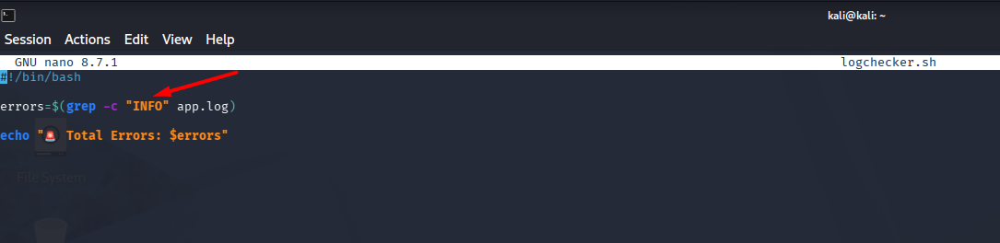 kali@kali: ~
Session Actions Edit View Help
GNU nano 8.7.1 logchecker.sh
#!/bin/bash
errors=$(grep -c "INFO" app.log)
echo "🚨 Total Errors: $errors"
File System